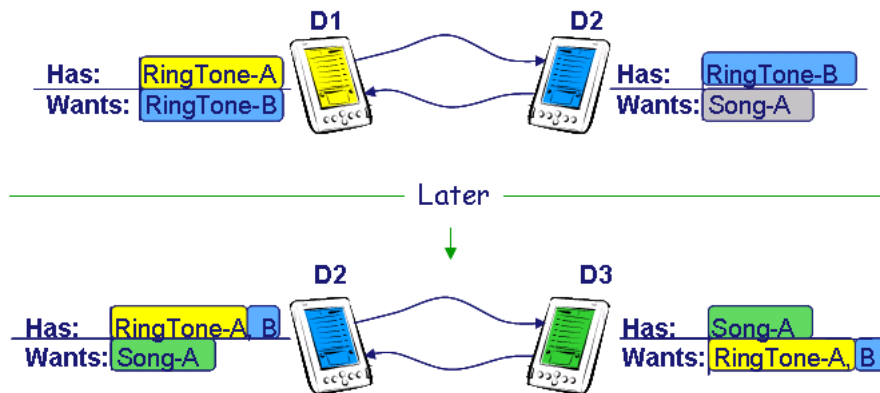 D1 D2
Has: RingTone-A Has: RingTone-B
Wants: RingTone-B Wants: Song-A
Later
D2 D3
Has: RingTone-A, B Has: Song-A
Wants: Song-A Wants: RingTone-A, B